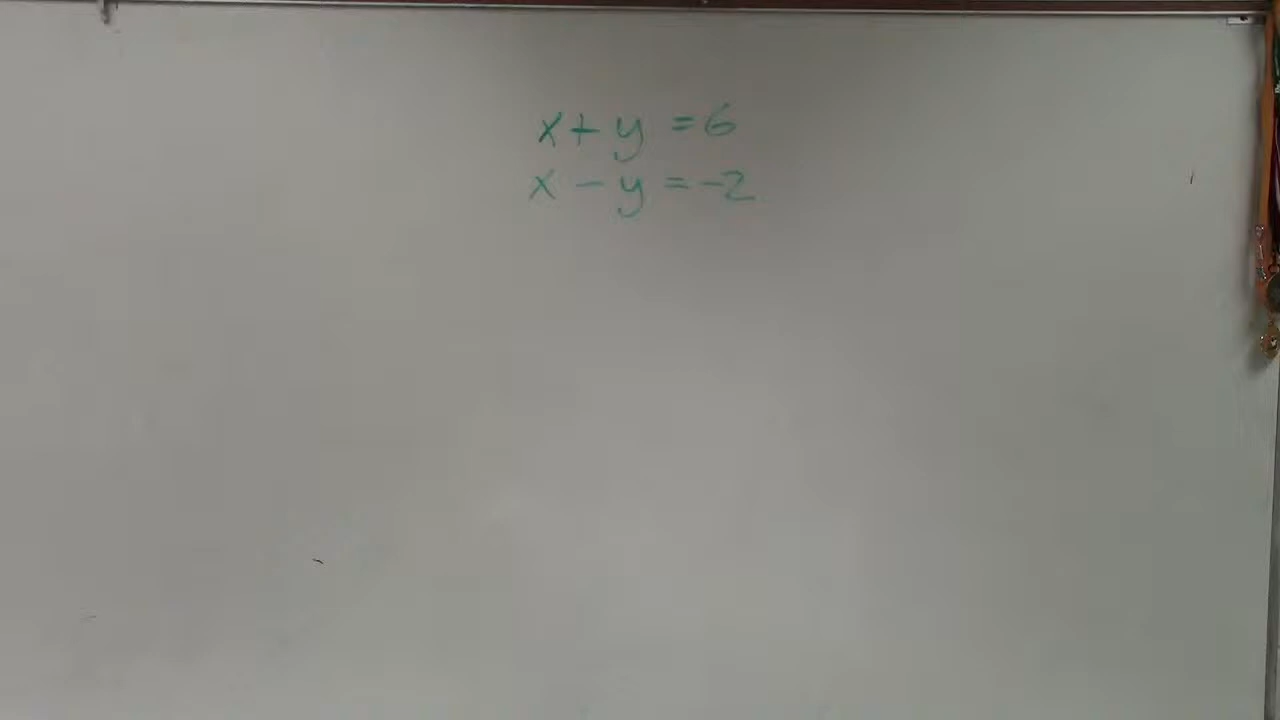 x + y = 6
x - y = -2